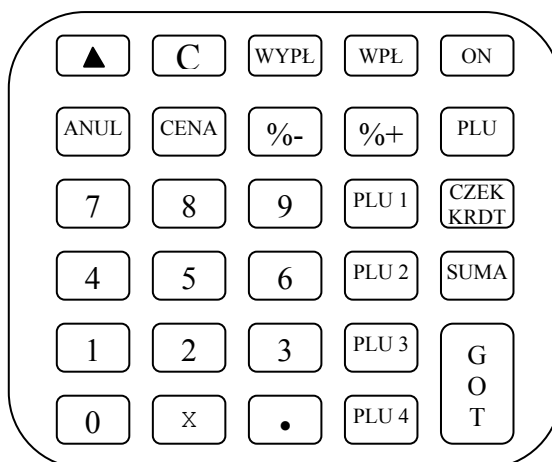 ▲ C WYPŁ WPŁ ON
ANUL CENA %- %+ PLU
7 8 9 PLU 1 CZEK
KRDT
4 5 6 PLU 2 SUMA
1 2 3 PLU 3 G
O
T
0 X . PLU 4